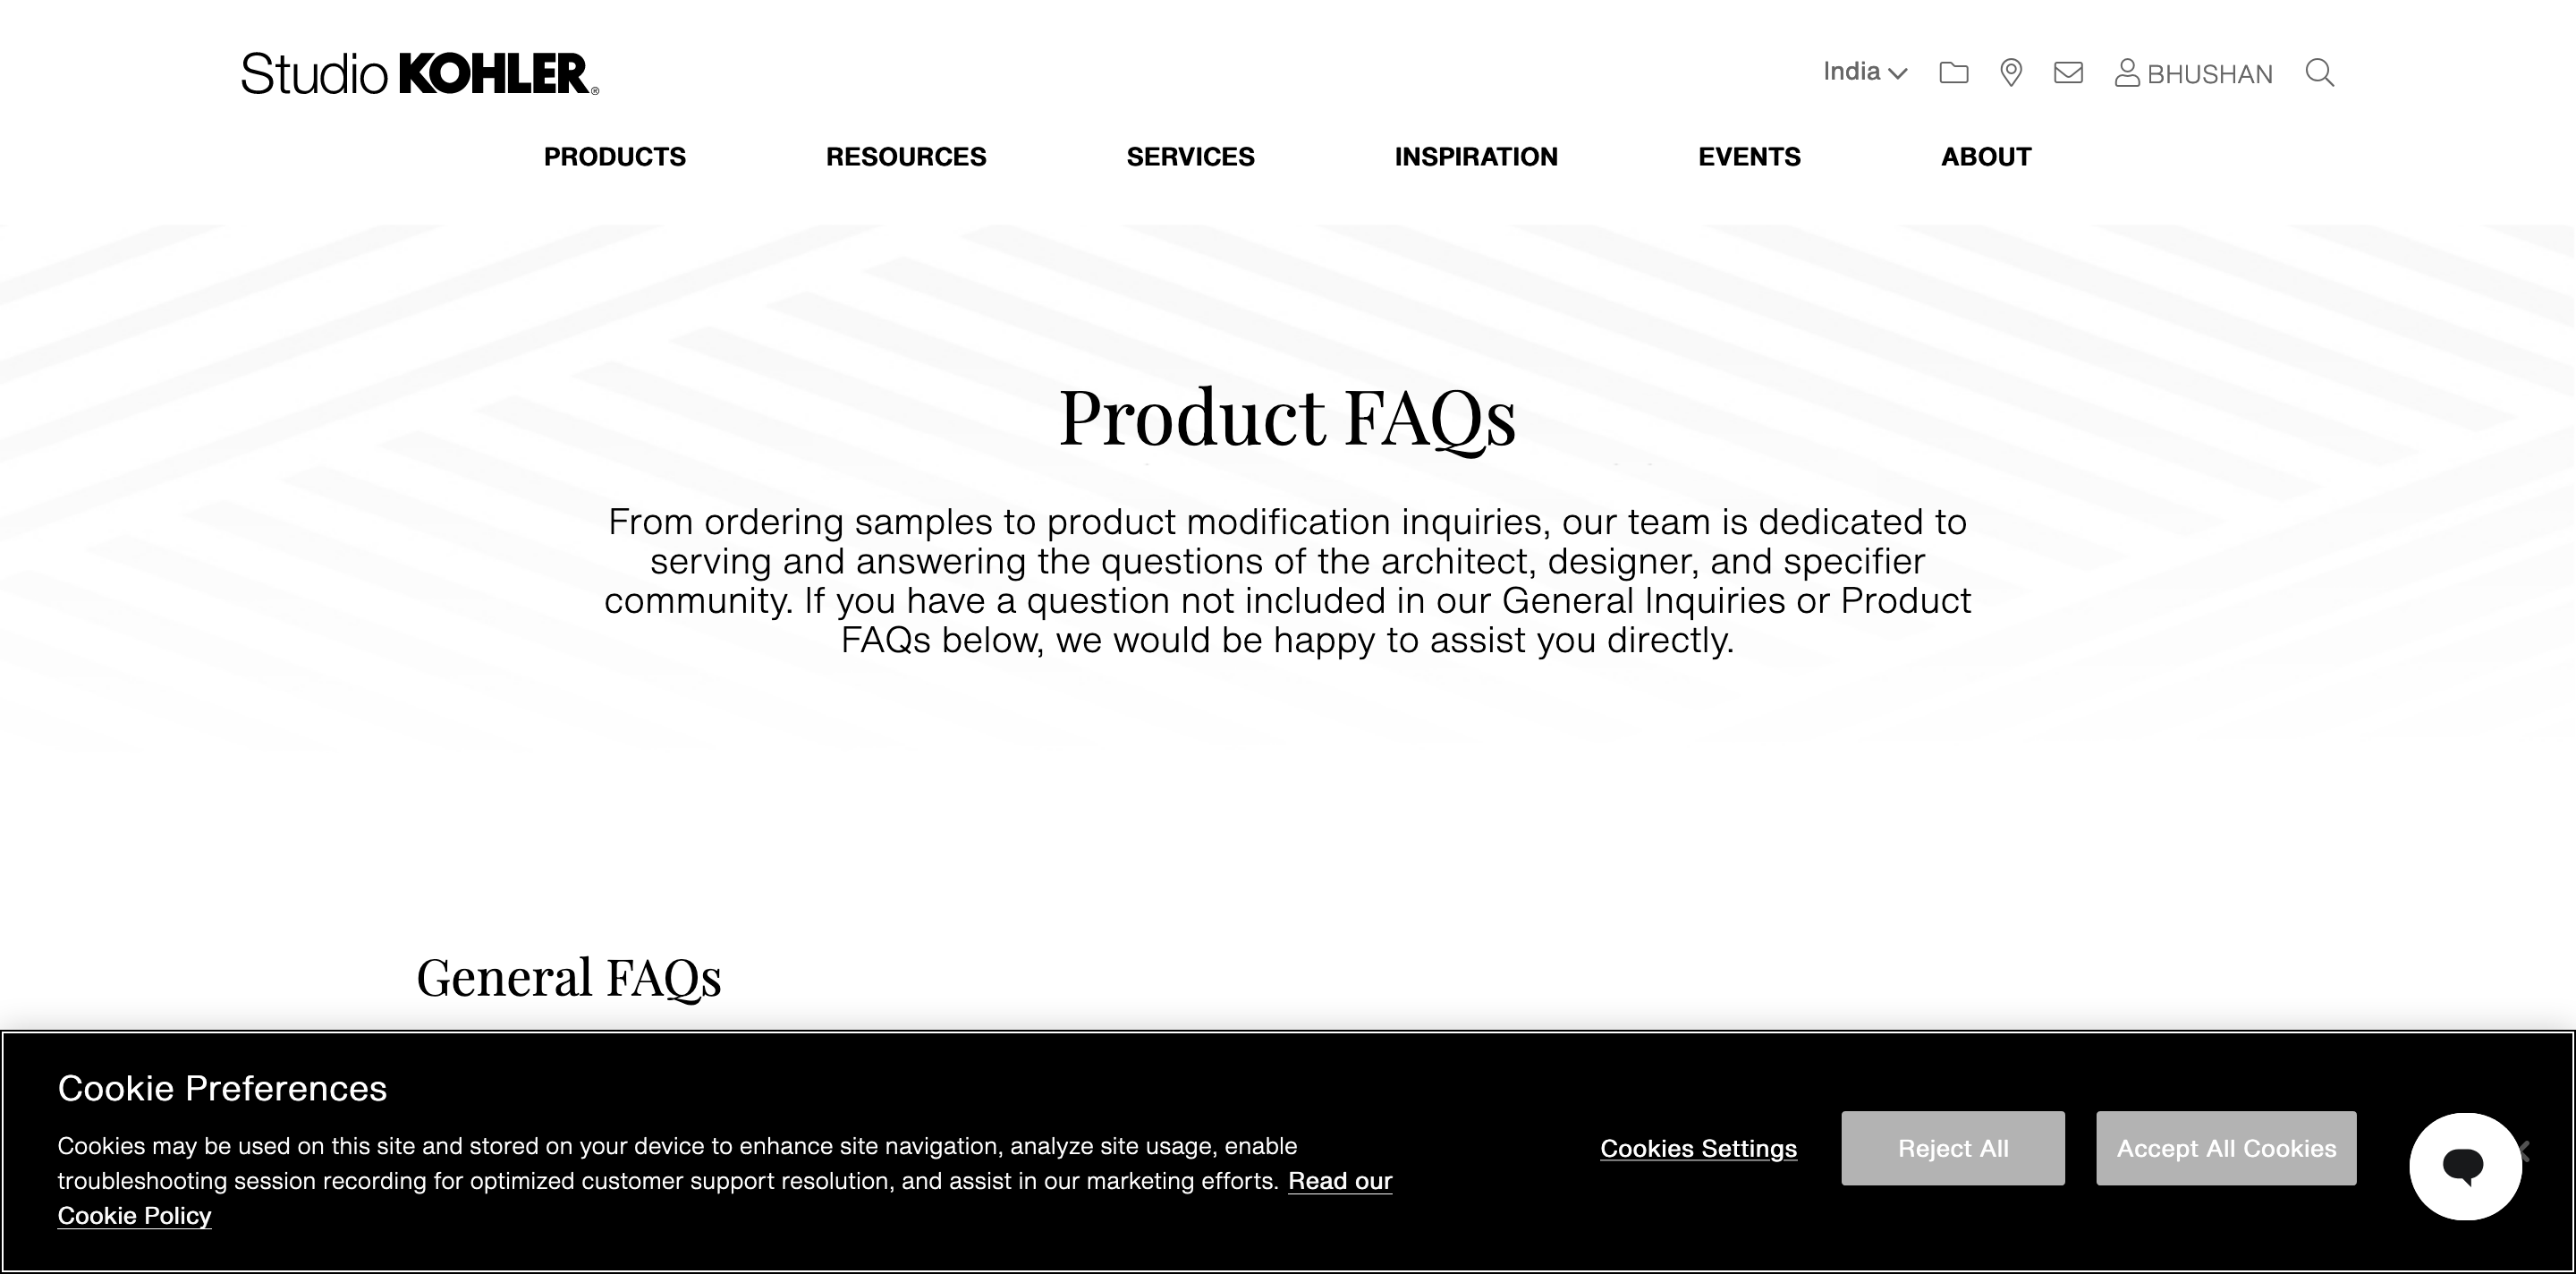 Studio KOHLER®
India
BHUSHAN
PRODUCTS
RESOURCES
SERVICES
INSPIRATION
EVENTS
ABOUT
Product FAQs
From ordering samples to product modification inquiries, our team is dedicated to
serving and answering the questions of the architect, designer, and specifier
community. If you have a question not included in our General Inquiries or Product
FAQs below, we would be happy to assist you directly.
General FAQs
Cookie Preferences
Cookies may be used on this site and stored on your device to enhance site navigation, analyze site usage, enable
troubleshooting session recording for optimized customer support resolution, and assist in our marketing efforts. Read our
Cookie Policy
Cookies Settings
Reject All
Accept All Cookies